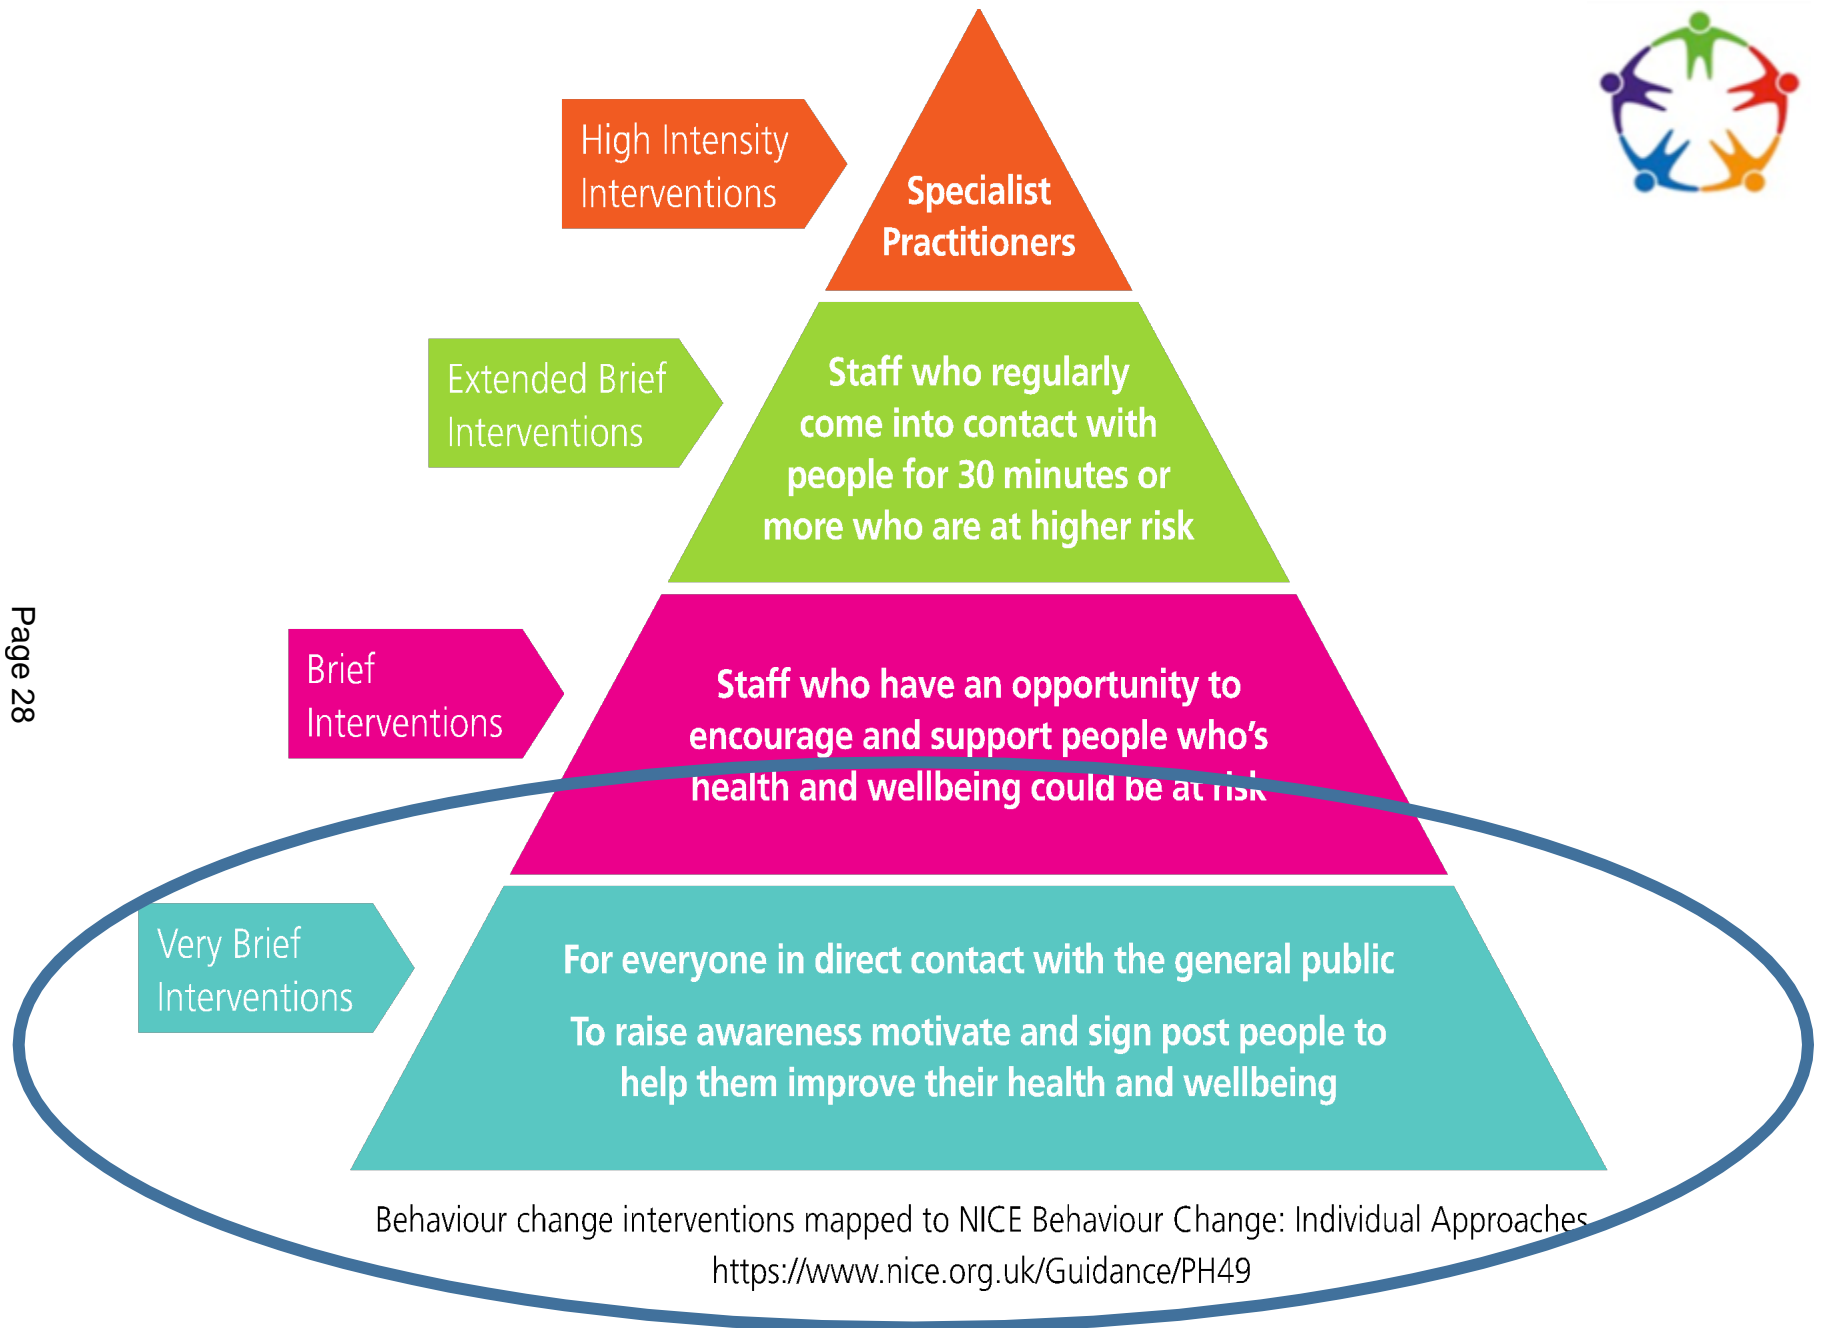 High Intensity
Interventions
Specialist
Practitioners
Extended Brief
Interventions
Staff who regularly
come into contact with
people for 30 minutes or
more who are at higher risk
Brief
Interventions
Staff who have an opportunity to
encourage and support people who’s
health and wellbeing could be at risk
Very Brief
Interventions
For everyone in direct contact with the general public
To raise awareness motivate and sign post people to
help them improve their health and wellbeing
Behaviour change interventions mapped to NICE Behaviour Change: Individual Approaches
https://www.nice.org.uk/Guidance/PH49
Page 28